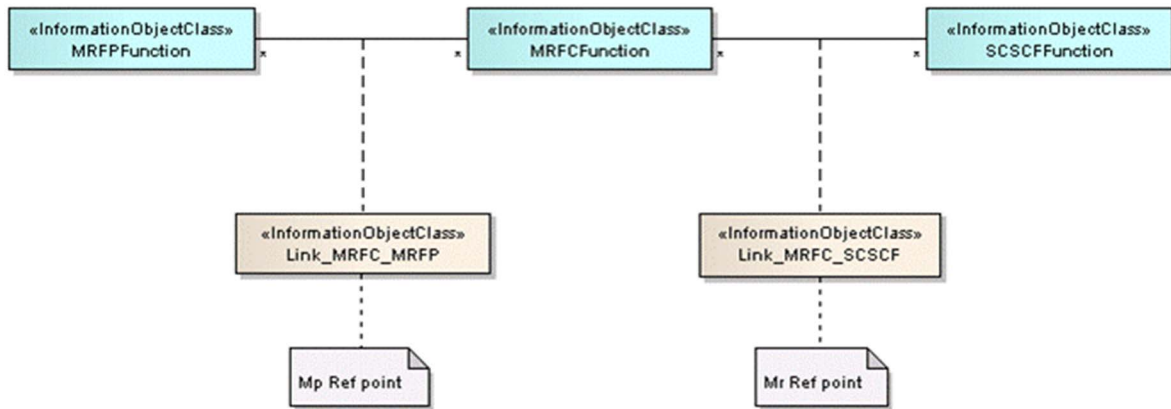 «InformationObjectClass»
MRFPFunction
«InformationObjectClass»
MRFCFunction
«InformationObjectClass»
SCSCFFunction
* * * *
«InformationObjectClass»
Link_MRFC_MRFP
«InformationObjectClass»
Link_MRFC_SCSCF
Mp Ref point
Mr Ref point